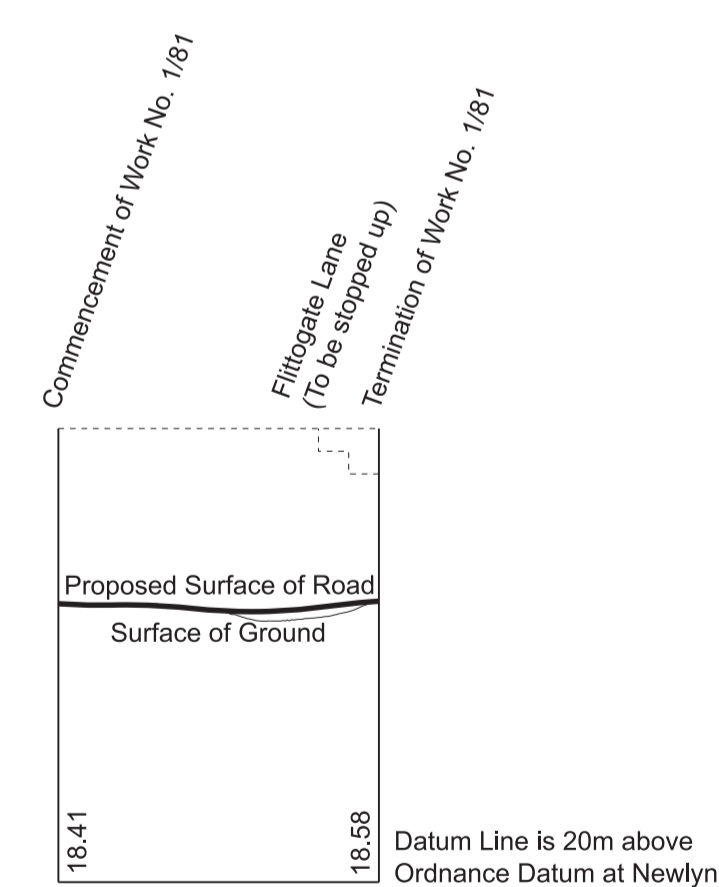 Commencement of Work No. 1/81
Flittogate Lane
(To be stopped up)
Termination of Work No. 1/81
Proposed Surface of Road
Surface of Ground
18.41
18.58
Datum Line is 20m above
Ordnance Datum at Newlyn